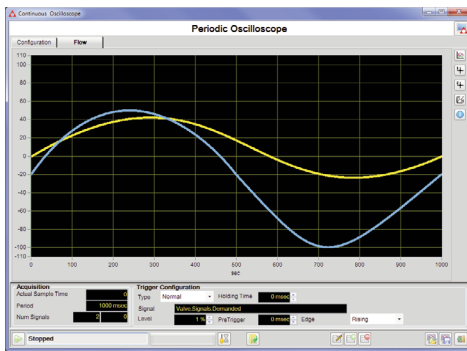 Continuous Oscilloscope
Periodic Oscilloscope
Configuration Flow
110
100
80
60
40
20
0
-20
-40
-60
-80
-100
-110
0 100 200 300 400 500 600 700 800 900 1000
sec
Acquisition
Actual Sample Time 0
Period 1000 msec
Num Signals 2 0
Trigger Configuration
Type Normal Holding Time 0 msec
Signal Valve.Signals.Demanded
Level 1 % PreTrigger 0 msec Edge Rising
Stopped